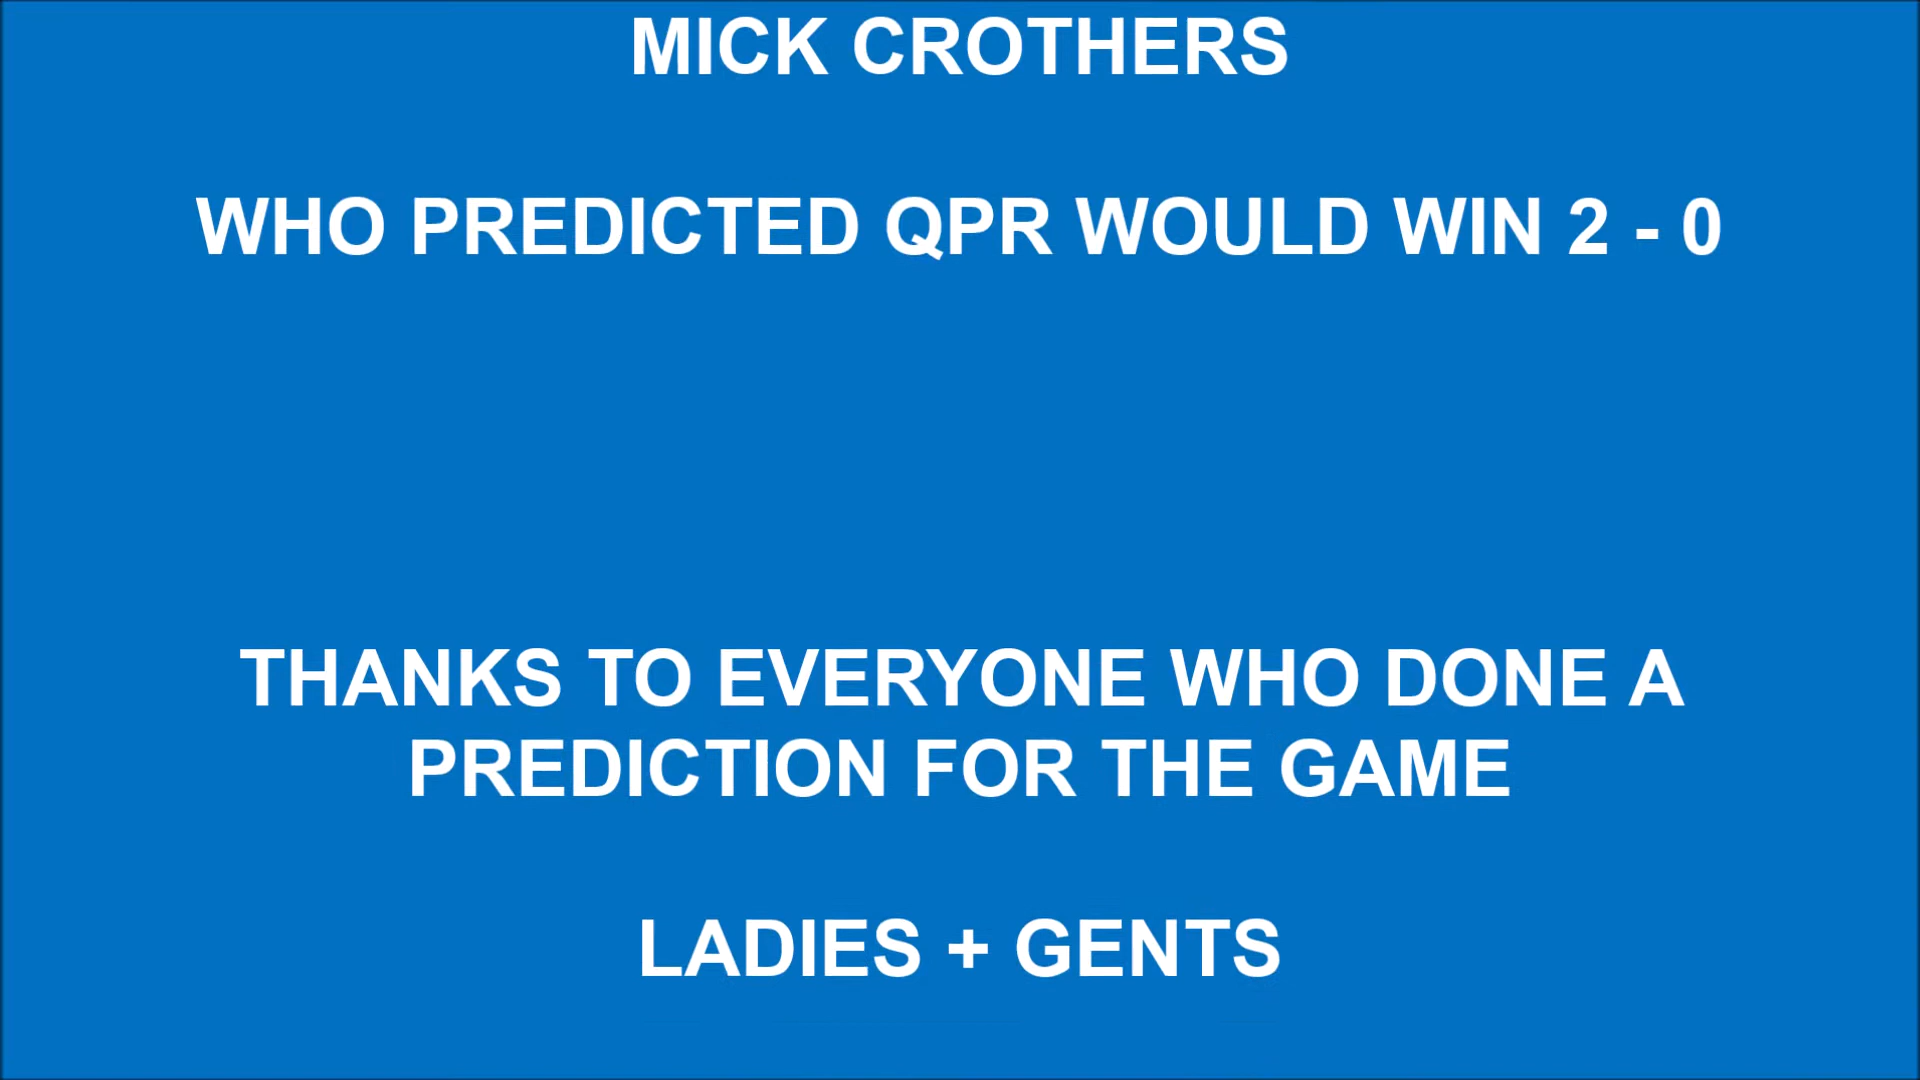 MICK CROTHERS
WHO PREDICTED QPR WOULD WIN 2 - 0
THANKS TO EVERYONE WHO DONE A
PREDICTION FOR THE GAME
LADIES + GENTS